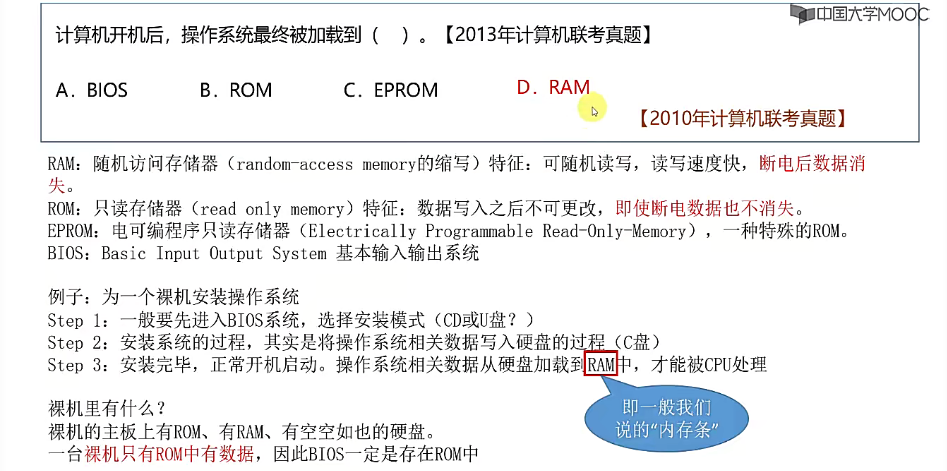 中国大学MOOC
计算机开机后，操作系统最终被加载到（　）。【2013年计算机联考真题】
A．BIOS　B．ROM　C．EPROM　D．RAM
【2010年计算机联考真题】
RAM：随机访问存储器（random-access memory的缩写）特征：可随机读写，读写速度快，断电后数据消
失。
ROM：只读存储器（read only memory）特征：数据写入之后不可更改，即使断电数据也不消失。
EPROM：电可编程序只读存储器（Electrically Programmable Read-Only-Memory），一种特殊的ROM。
BIOS：Basic Input Output System 基本输入输出系统
例子：为一个裸机安装操作系统
Step 1：一般要先进入BIOS系统，选择安装模式（CD或U盘？）
Step 2：安装系统的过程，其实是将操作系统相关数据写入硬盘的过程（C盘）
Step 3：安装完毕，正常开机启动。操作系统相关数据从硬盘加载到RAM中，才能被CPU处理
即一般我们
说的“内存条”
裸机里有什么？
裸机的主板上有ROM、有RAM、有空空如也的硬盘。
一台裸机只有ROM中有数据，因此BIOS一定是存在ROM中